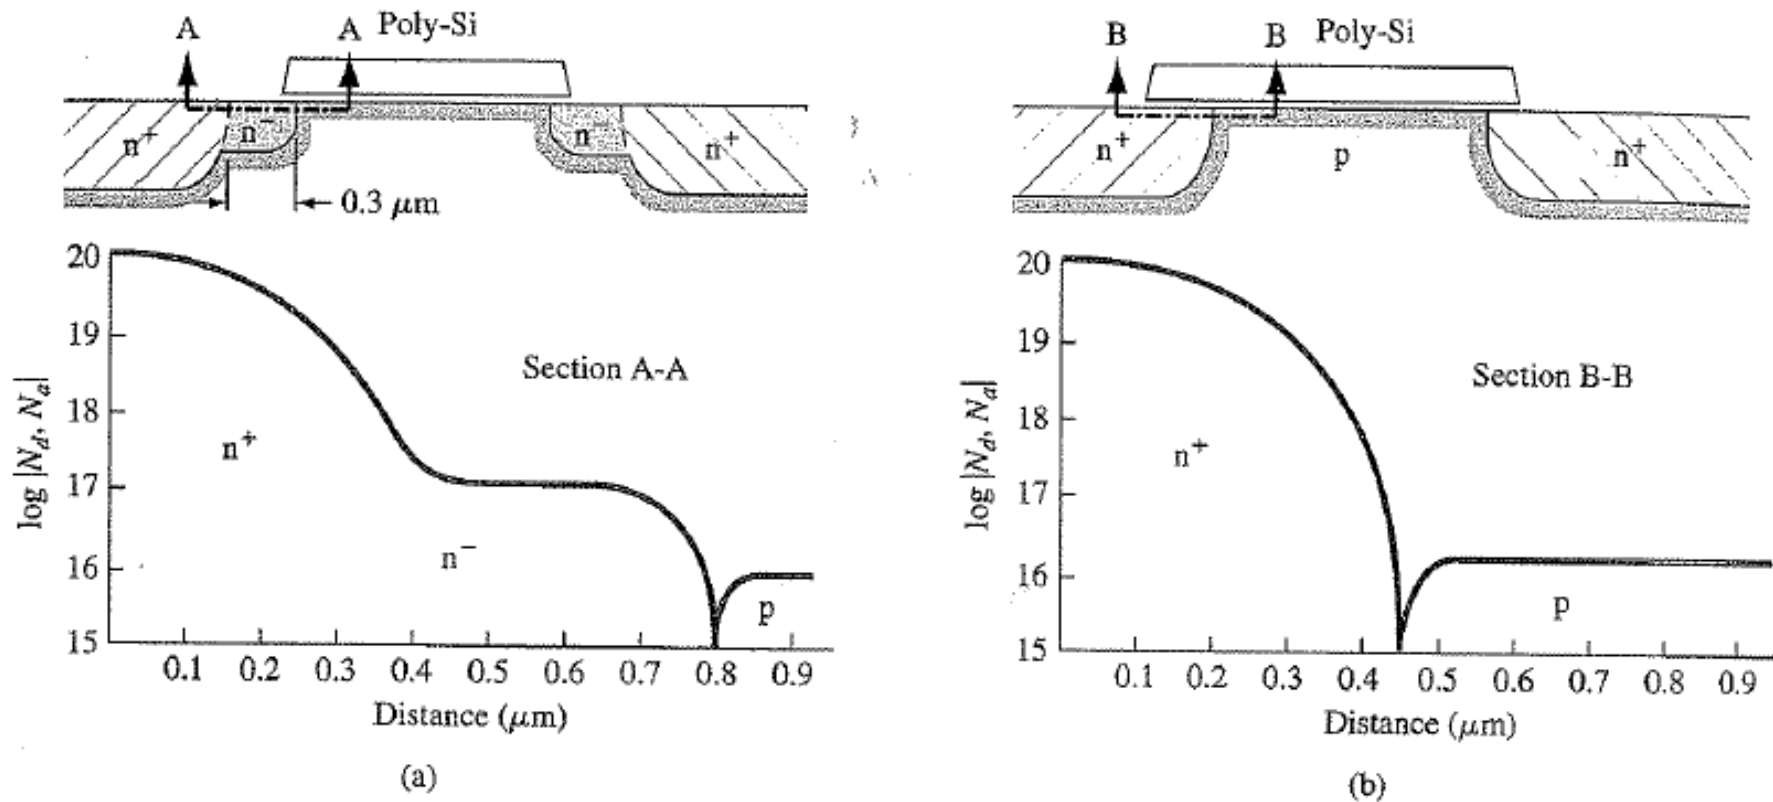 A A Poly-Si
n+ n− n− n+
0.3 μm
20
19
18
17
16
15
log |Nd, Na|
Section A-A
n+
n−
p
0.1 0.2 0.3 0.4 0.5 0.6 0.7 0.8 0.9
Distance (μm)
(a)
B B Poly-Si
n+ p n+
20
19
18
17
16
15
log |Nd, Na|
Section B-B
n+
p
0.1 0.2 0.3 0.4 0.5 0.6 0.7 0.8 0.9
Distance (μm)
(b)